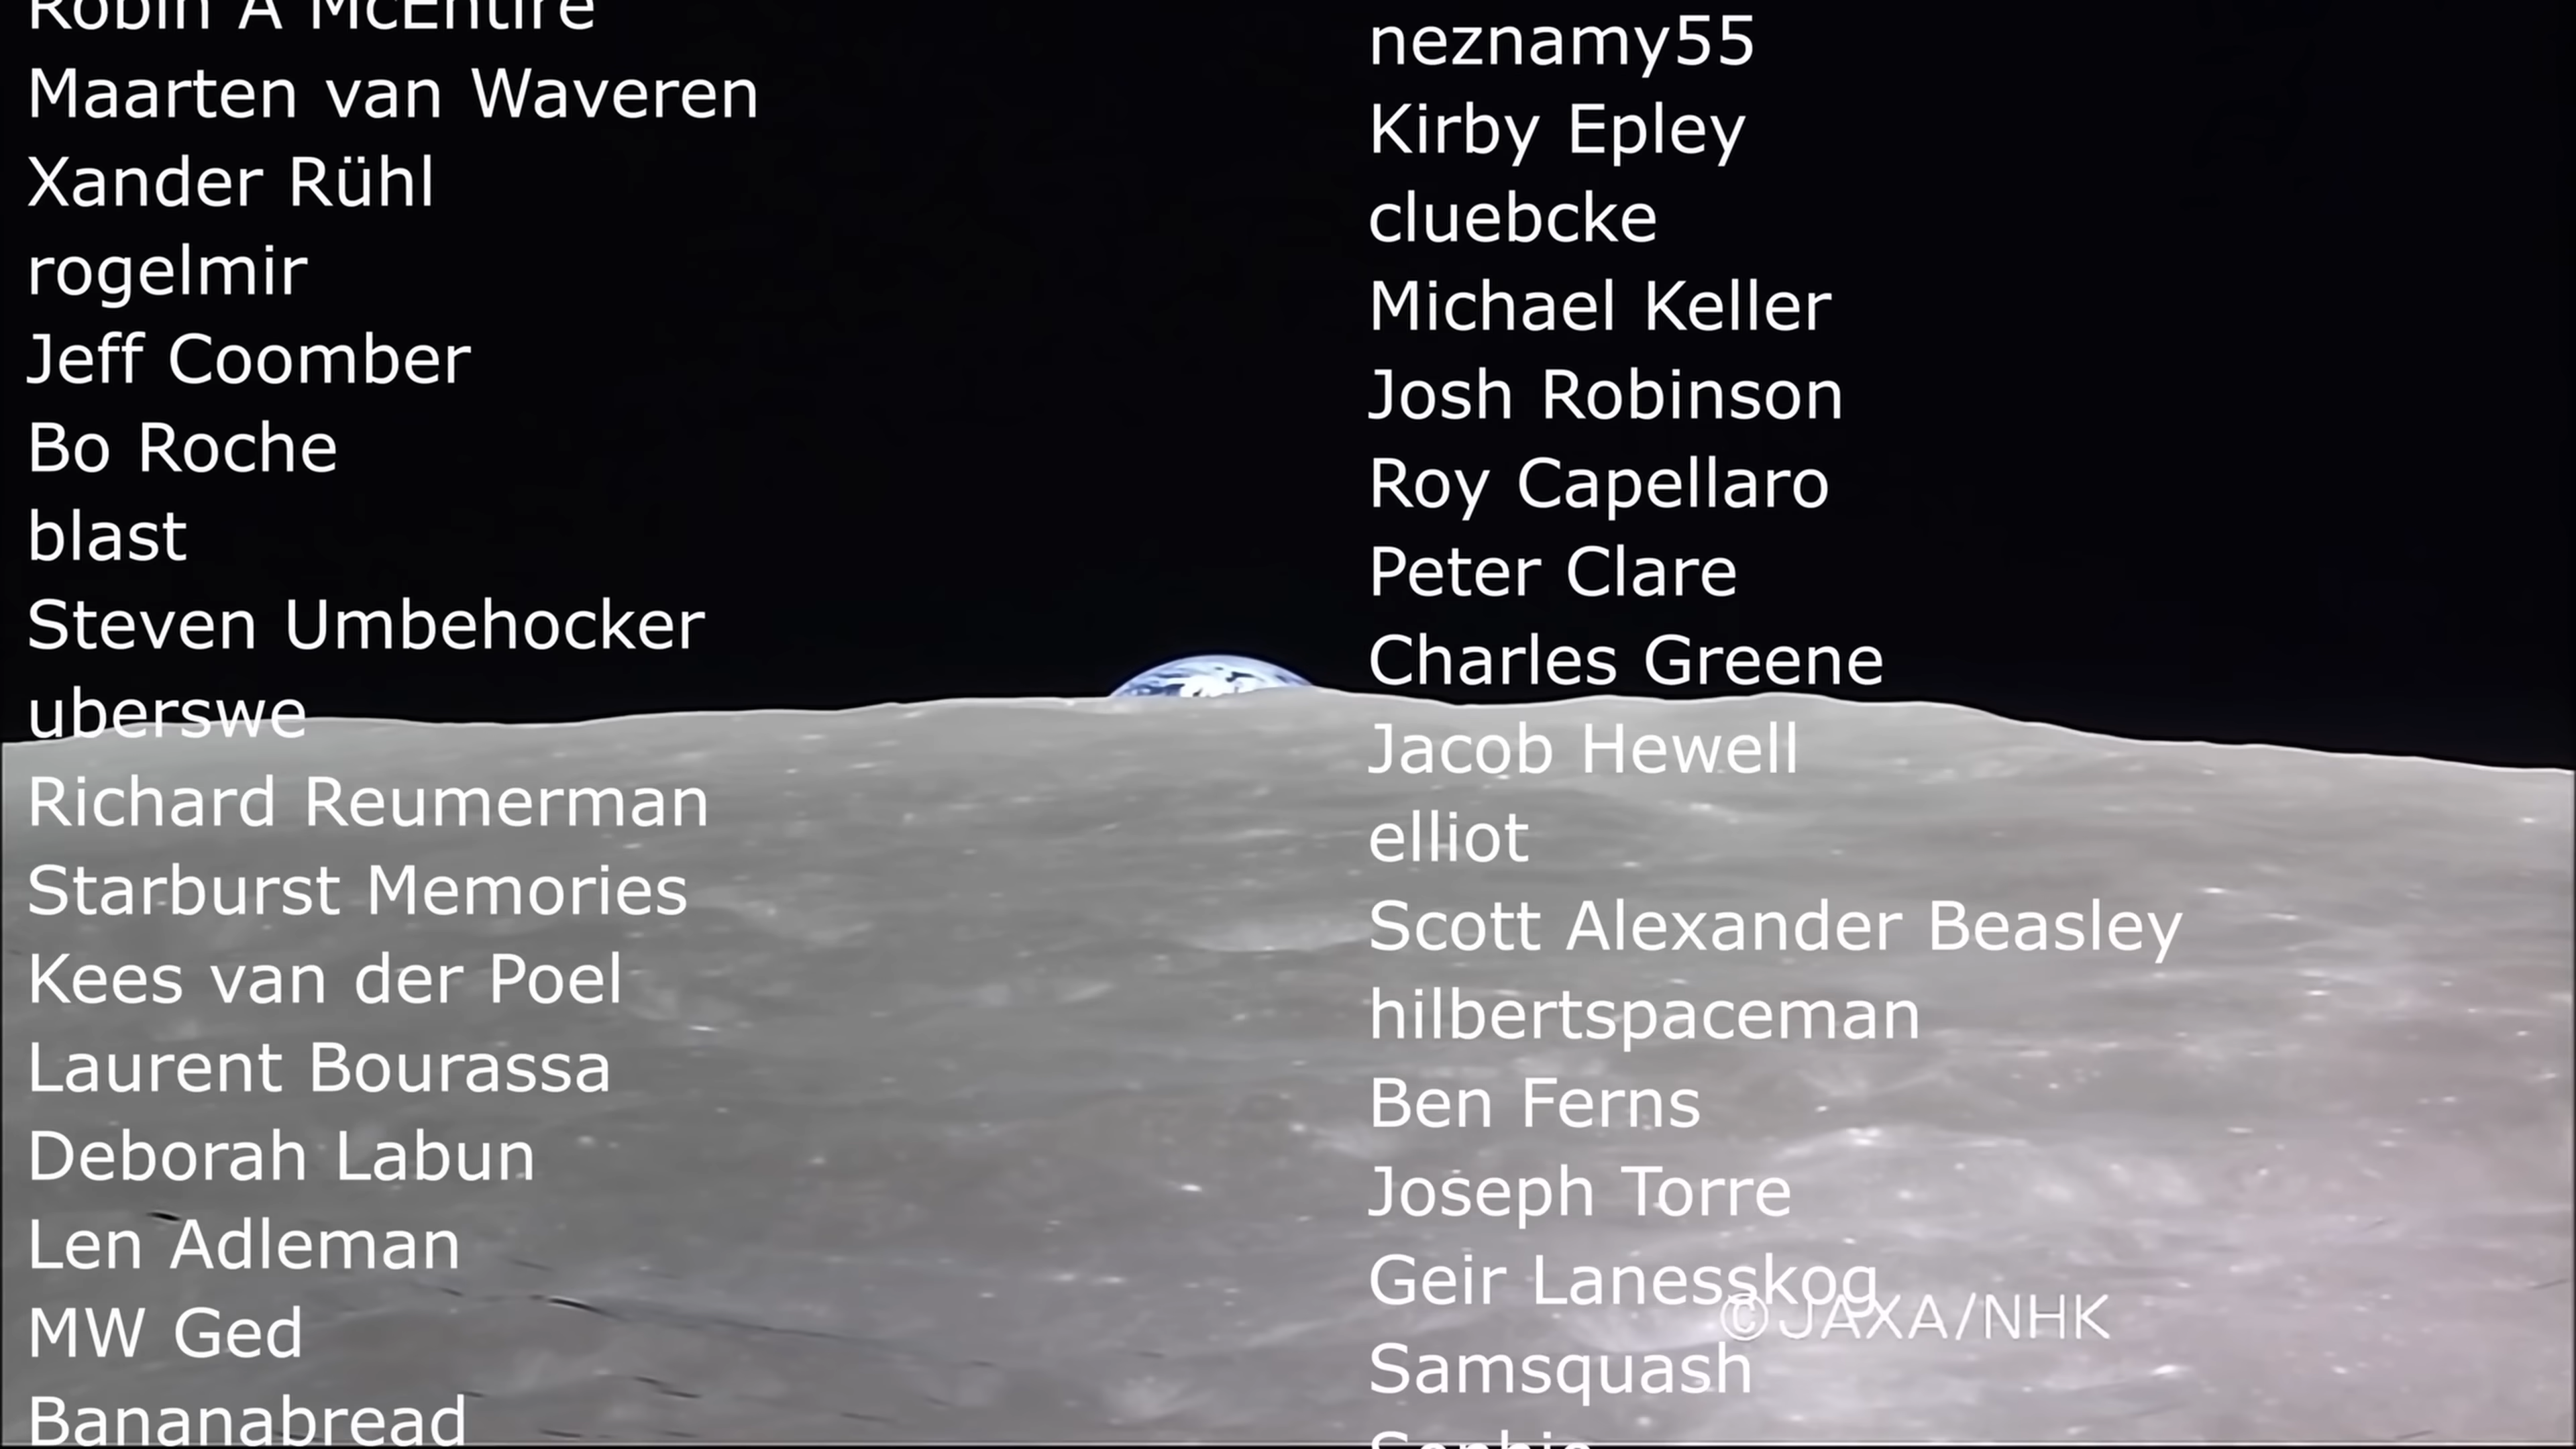 Robin A McEntire
Maarten van Waveren
Xander Rühl
rogelmir
Jeff Coomber
Bo Roche
blast
Steven Umbehocker
uberswe
Richard Reumerman
Starburst Memories
Kees van der Poel
Laurent Bourassa
Deborah Labun
Len Adleman
MW Ged
Bananabread
neznamy55
Kirby Epley
cluebcke
Michael Keller
Josh Robinson
Roy Capellaro
Peter Clare
Charles Greene
Jacob Hewell
elliot
Scott Alexander Beasley
hilbertspaceman
Ben Ferns
Joseph Torre
Geir Lanesskog
©JAXA/NHK
Samsquash